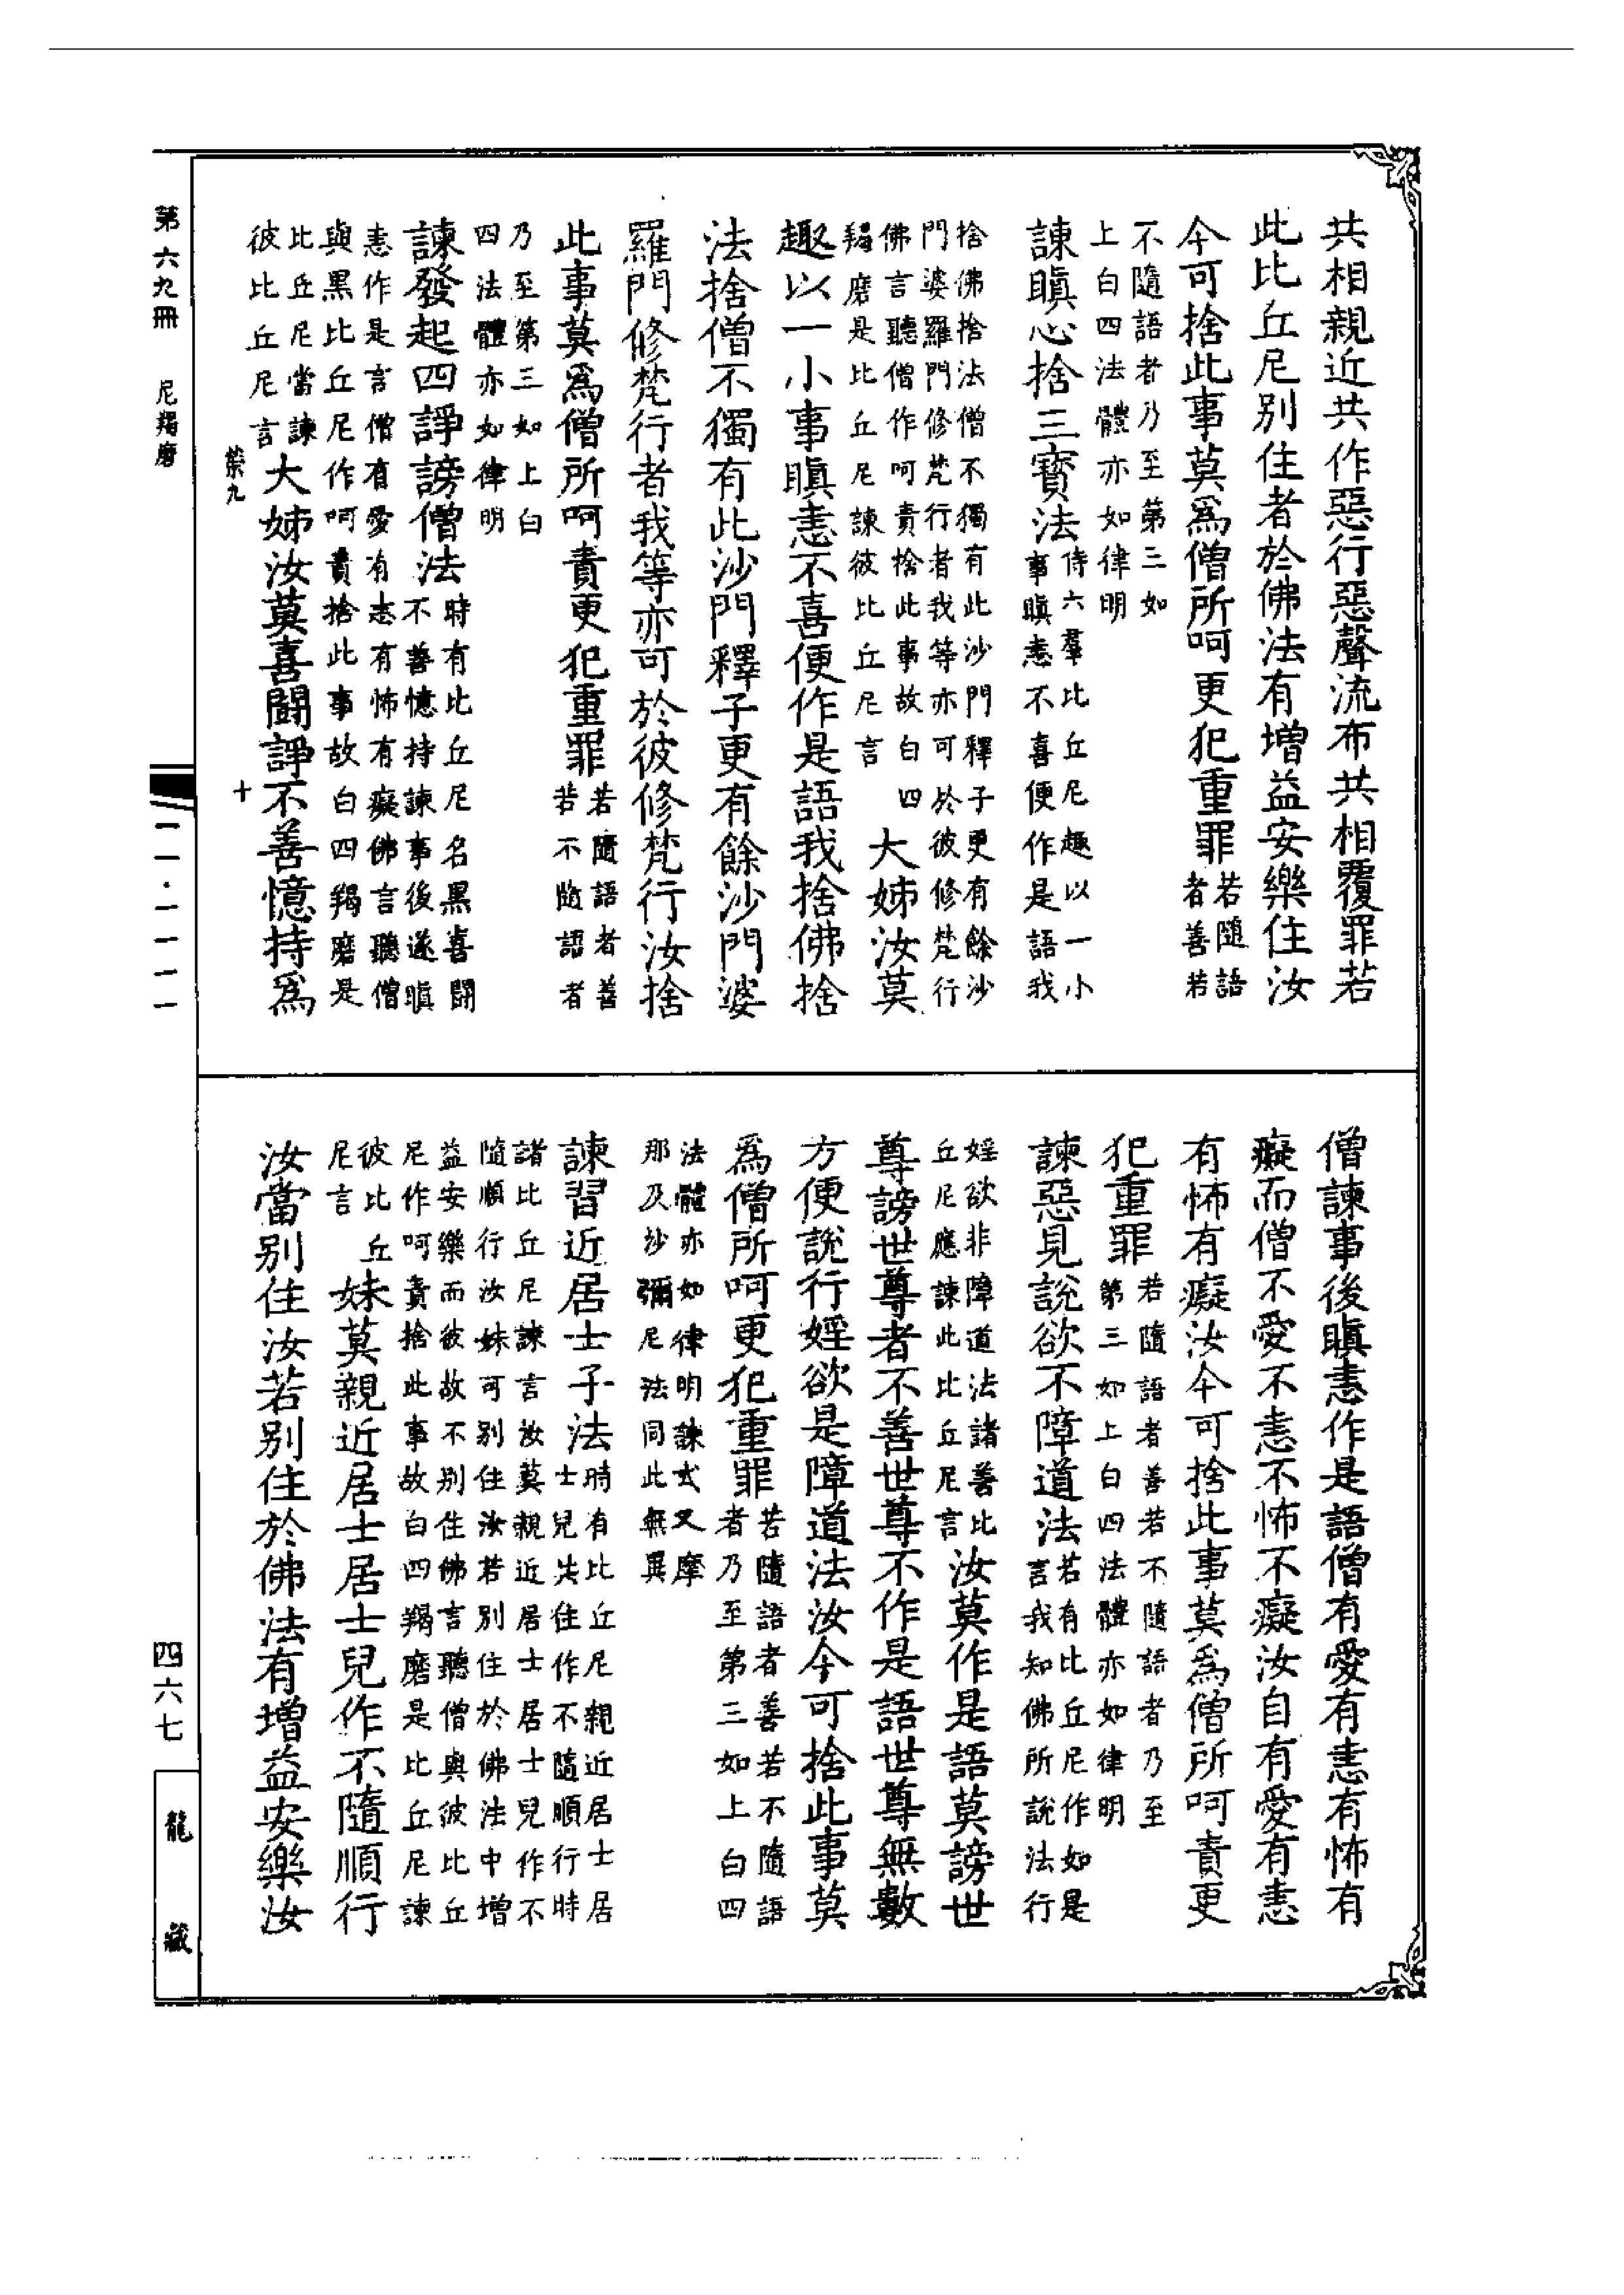 共相親近共作惡行惡聲流布共相覆罪若
此比丘尼別住者於佛法有增益安樂住汝
今可捨此事莫爲僧所呵更犯重罪若隨語者善若
不隨語者乃至第三如上白四法體亦如律明
諫瞋心捨三寶法時六羣比丘尼趣以一小事瞋恚不喜便作是語我
捨佛捨法僧不獨有此沙門釋子更有餘沙門婆羅門修梵行者我等亦可於彼修梵行
佛言聽僧作呵責捨此事故白四羯磨是比丘尼諫彼比丘尼言大姊汝莫
趣以一小事瞋恚不喜便作是語我捨佛捨
法捨僧不獨有此沙門釋子更有餘沙門婆
羅門修梵行者我等亦可於彼修梵行汝捨
此事莫爲僧所呵責更犯重罪若隨語者善若不隨語者
乃至第三如上白四法體亦如律明
諫發起四諍謗僧法時有比丘尼名黑喜鬪不善憶持諍事後遂瞋
恚作是言僧有愛有恚有怖有癡佛言聽僧與黑比丘尼作呵責捨此事故白四羯磨是
比丘尼當諫彼比丘尼言大姊汝莫喜鬪諍不善憶持爲
僧諫事後瞋恚作是語僧有愛有恚有怖有
癡而僧不愛不恚不怖不癡汝自有愛有恚
有怖有癡汝今可捨此事莫爲僧所呵責更
犯重罪若隨語者善若不隨語者乃至第三如上白四法體亦如律明
諫惡見說欲不障道法若有比丘尼作如是言我知佛所說法行
婬欲非障道法諸善比丘尼應諫此比丘尼言汝莫作是語莫謗世
尊謗世尊者不善世尊不作是語世尊無數
方便說行婬欲是障道法汝今可捨此事莫
爲僧所呵更犯重罪若隨語者善若不隨語者乃至第三如上白四
法體亦如律明諫式叉摩那及沙彌尼法同此無異
諫習近居士子法時有比丘尼親近居士居士兒共住作不隨順行時
諸比丘尼諫言汝莫親近居士居士兒作不隨順行汝妹可別住汝若別住於佛法中增
益安樂而彼故不別住佛言聽僧與彼比丘尼作呵責捨此事故白四羯磨是比丘尼諫
彼比丘尼言妹莫親近居士居士兒作不隨順行
汝當別住汝若別住於佛法有增益安樂汝
棠九
十
第六九冊 尼羯磨
一一·一一一一
四六七
龍藏